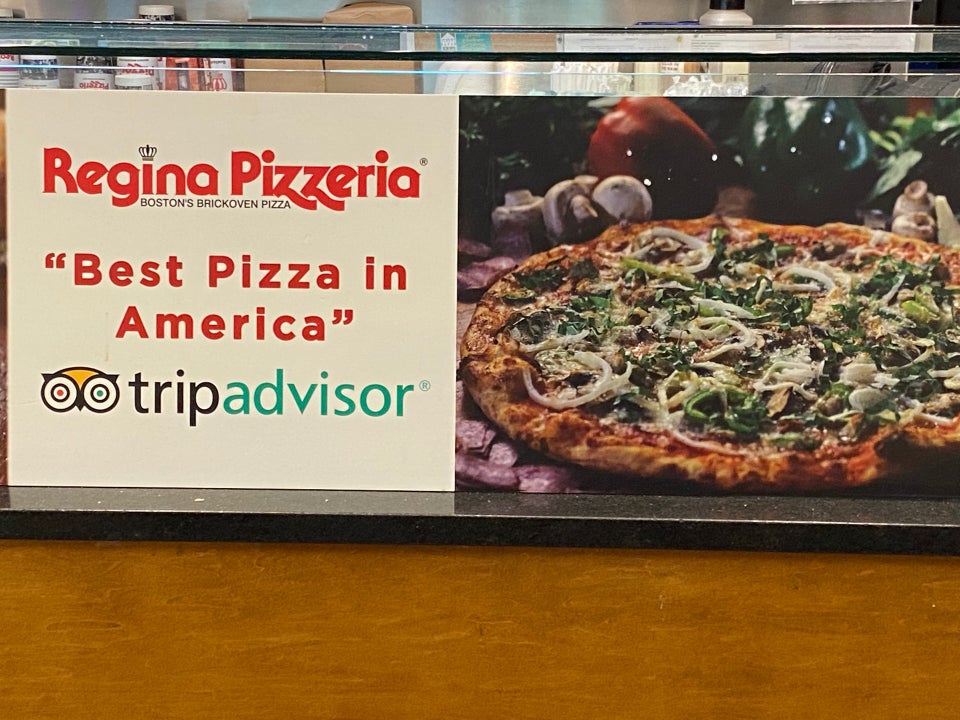 Regina Pizzeria®
BOSTON'S BRICKOVEN PIZZA
“Best Pizza in
America”
tripadvisor®